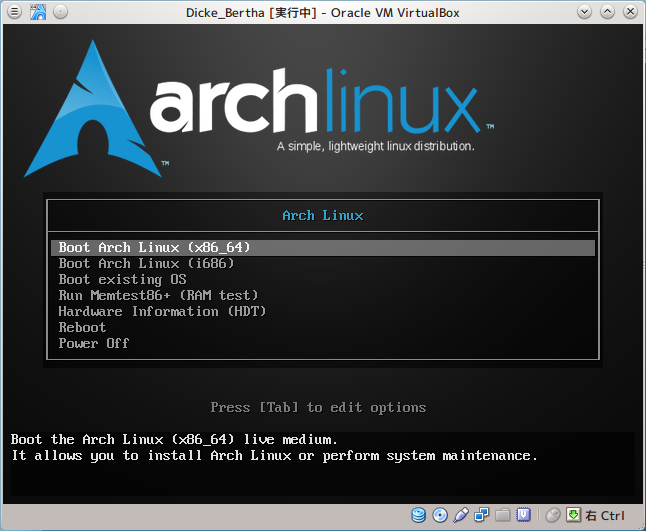 Dicke_Bertha [実行中] - Oracle VM VirtualBox
archlinux™
A simple, lightweight linux distribution.
™
Arch Linux
Boot Arch Linux (x86_64)
Boot Arch Linux (i686)
Boot existing OS
Run Memtest86+ (RAM test)
Hardware Information (HDT)
Reboot
Power Off
Press [Tab] to edit options
Boot the Arch Linux (x86_64) live medium.
It allows you to install Arch Linux or perform system maintenance.
右 Ctrl